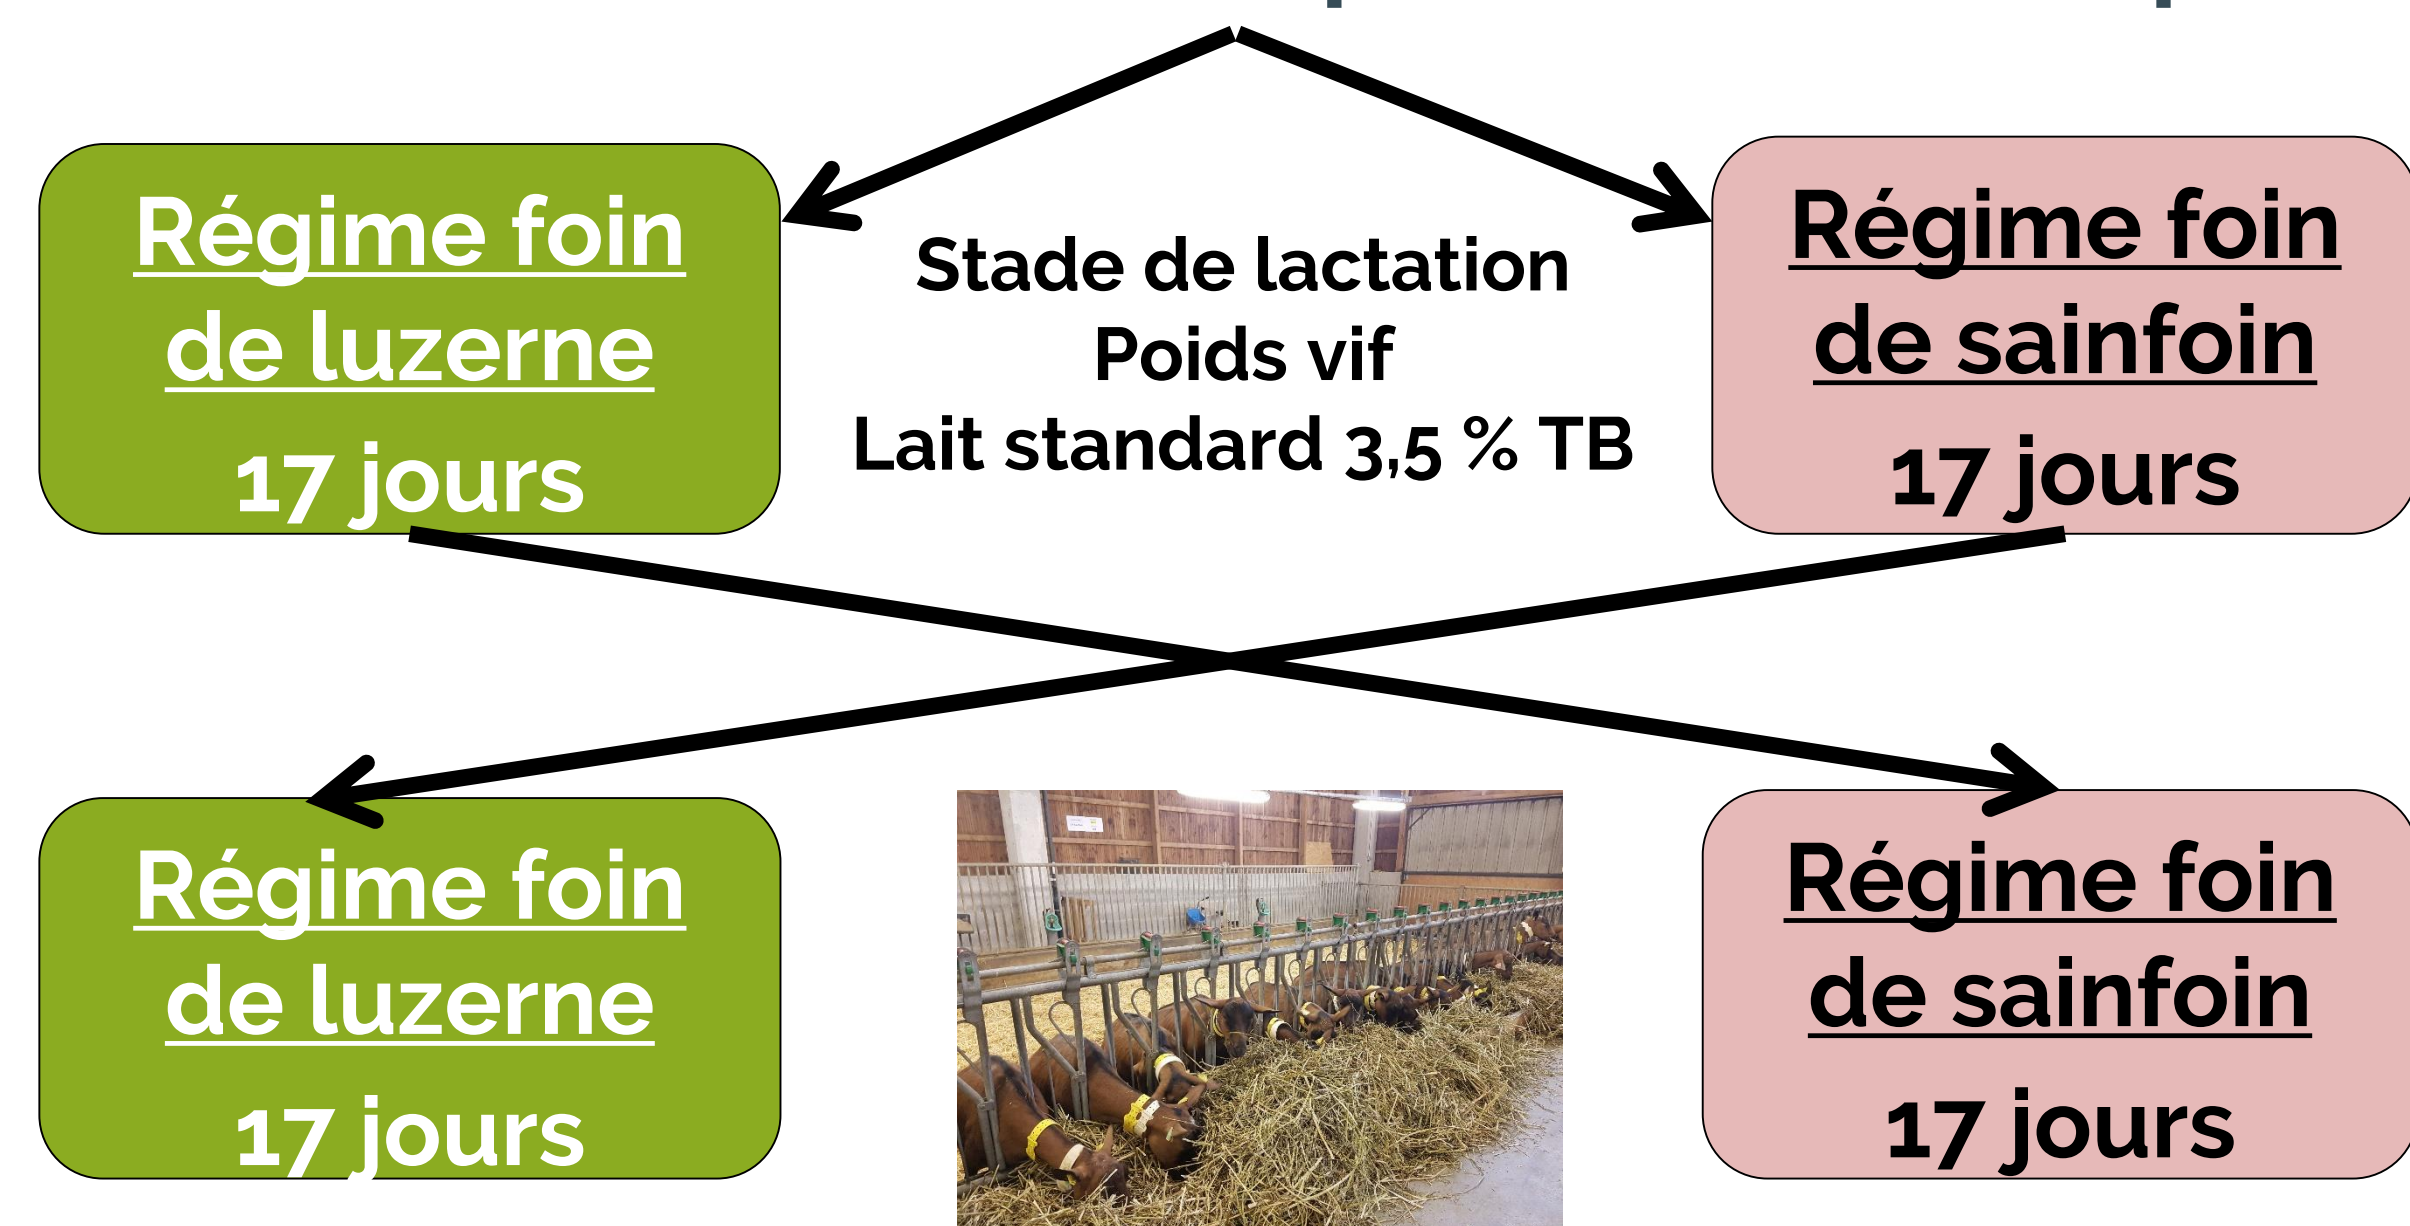 Régime foin
de luzerne
17 jours
Stade de lactation
Poids vif
Lait standard 3,5 % TB
Régime foin
de sainfoin
17 jours
Régime foin
de luzerne
17 jours
Régime foin
de sainfoin
17 jours